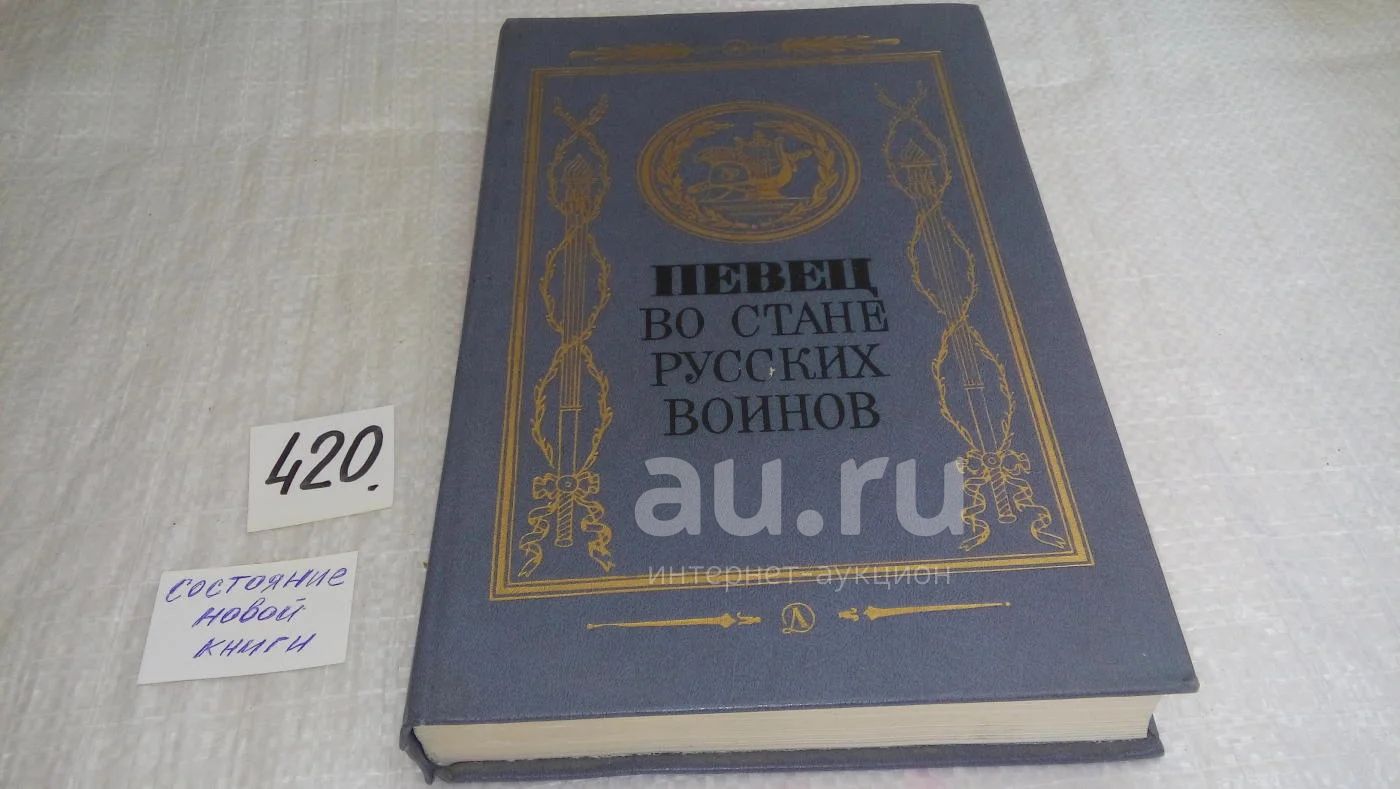 ПЕВЕЦ
ВО СТАНЕ
РУССКИХ
ВОИНОВ
au.ru
интернет-аукцион
420.
состояние
новой
книги